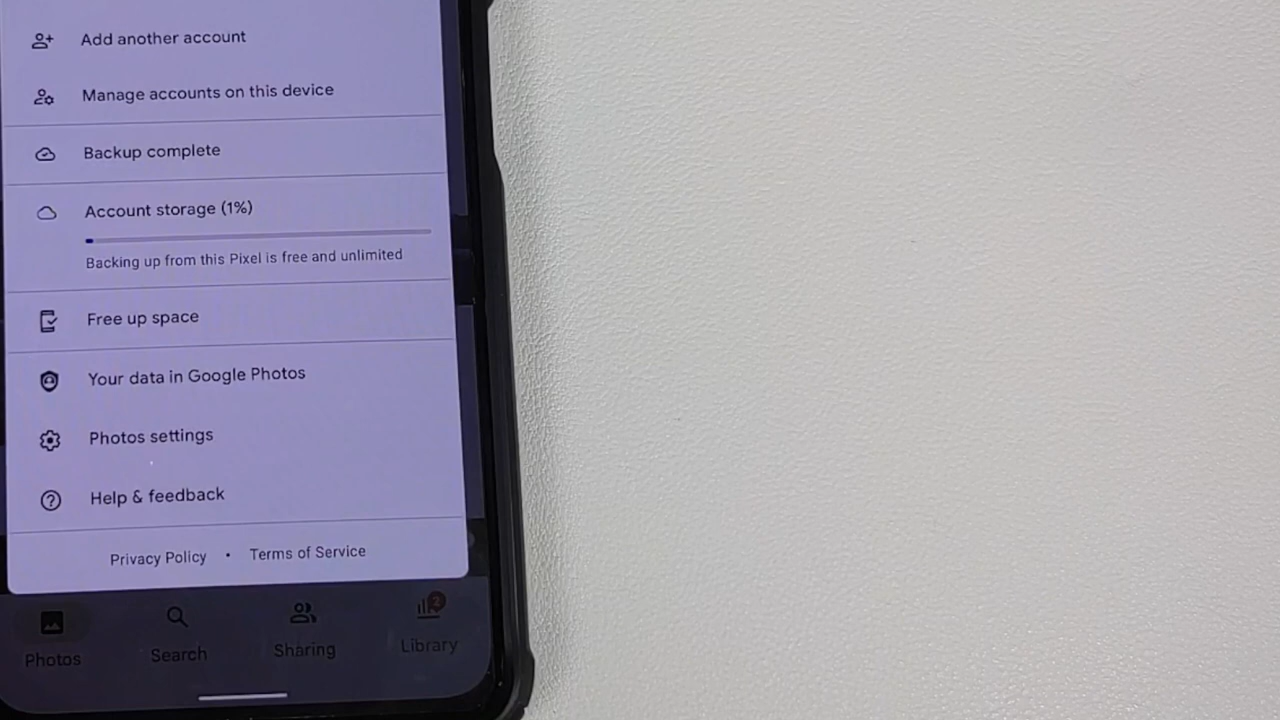 Add another account
Manage accounts on this device
Backup complete
Account storage (1%)
Backing up from this Pixel is free and unlimited
Free up space
Your data in Google Photos
Photos settings
Help & feedback
Privacy Policy • Terms of Service
2
Photos Search Sharing Library